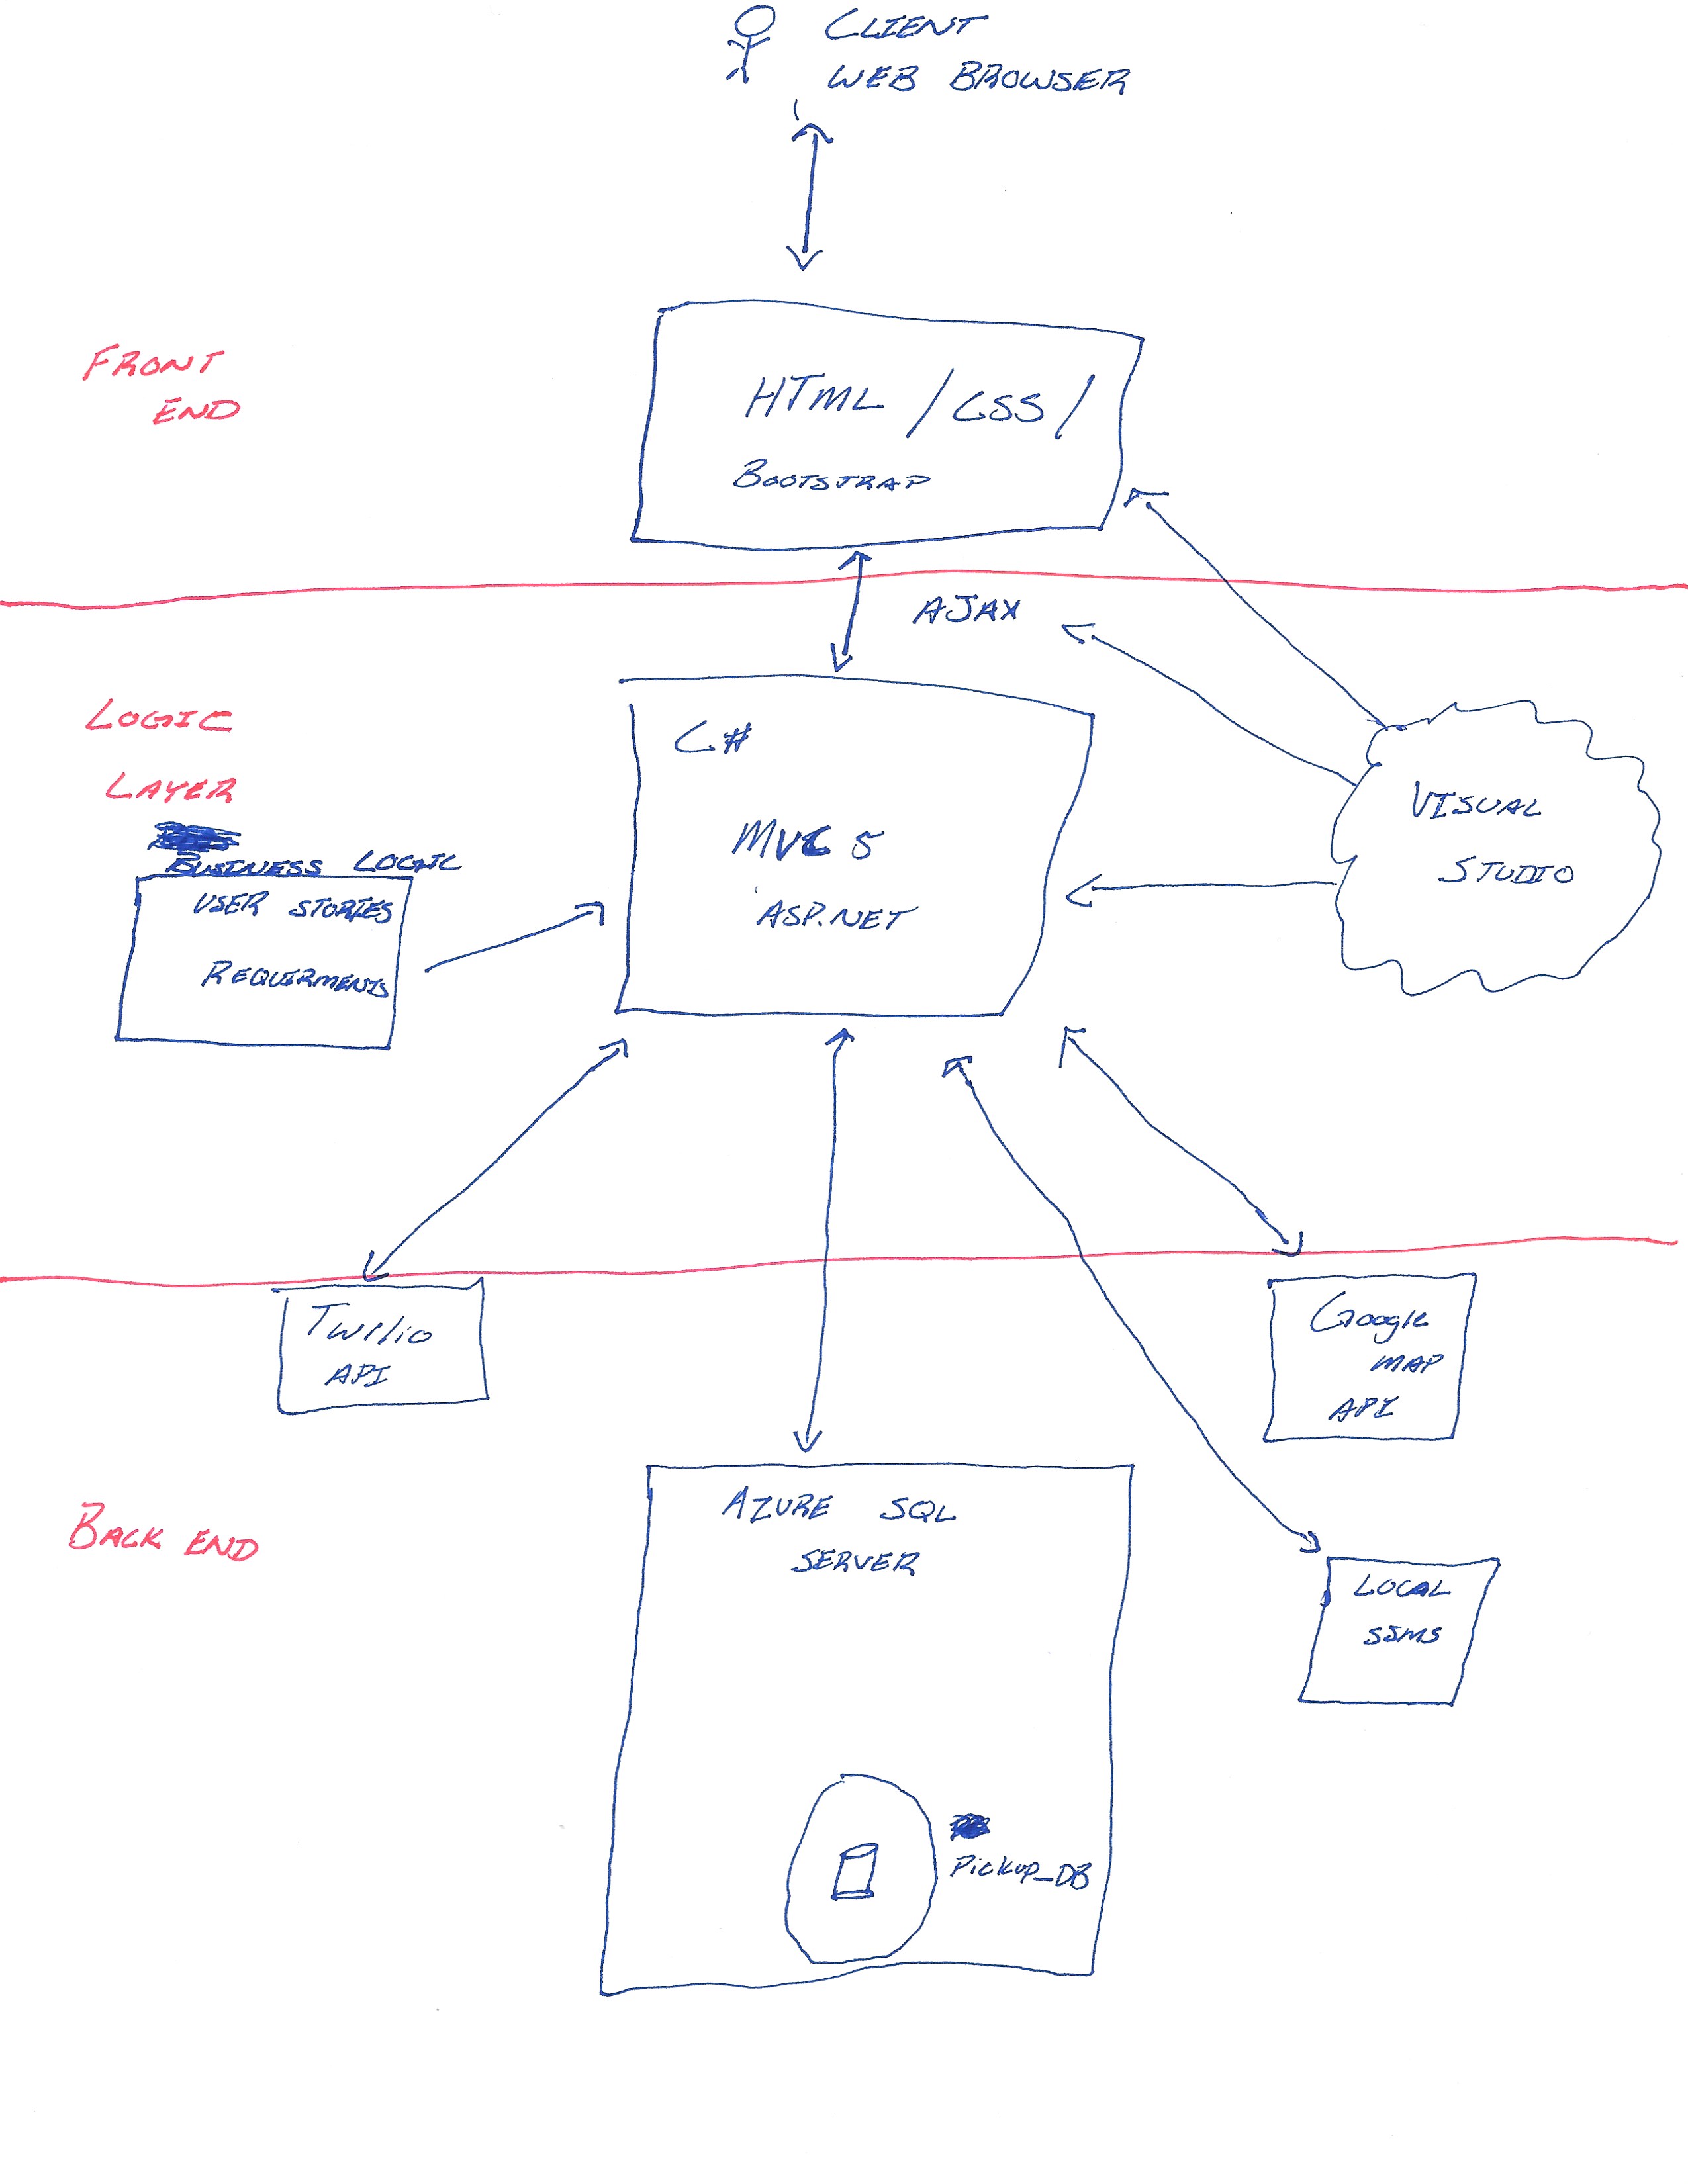 CLIENT
WEB BROWSER
FRONT
END
HTML / CSS /
BOOTSTRAP
AJAX
LOGIC
LAYER
BUSINESS LOGIC
USER STORIES
REQUIRMENTS
C#
MVC 5
ASP.NET
VISUAL
STUDIO
Twilio
API
Google
MAP
API
BACK END
AZURE SQL
SERVER
LOCAL
SSMS
Pickup_DB